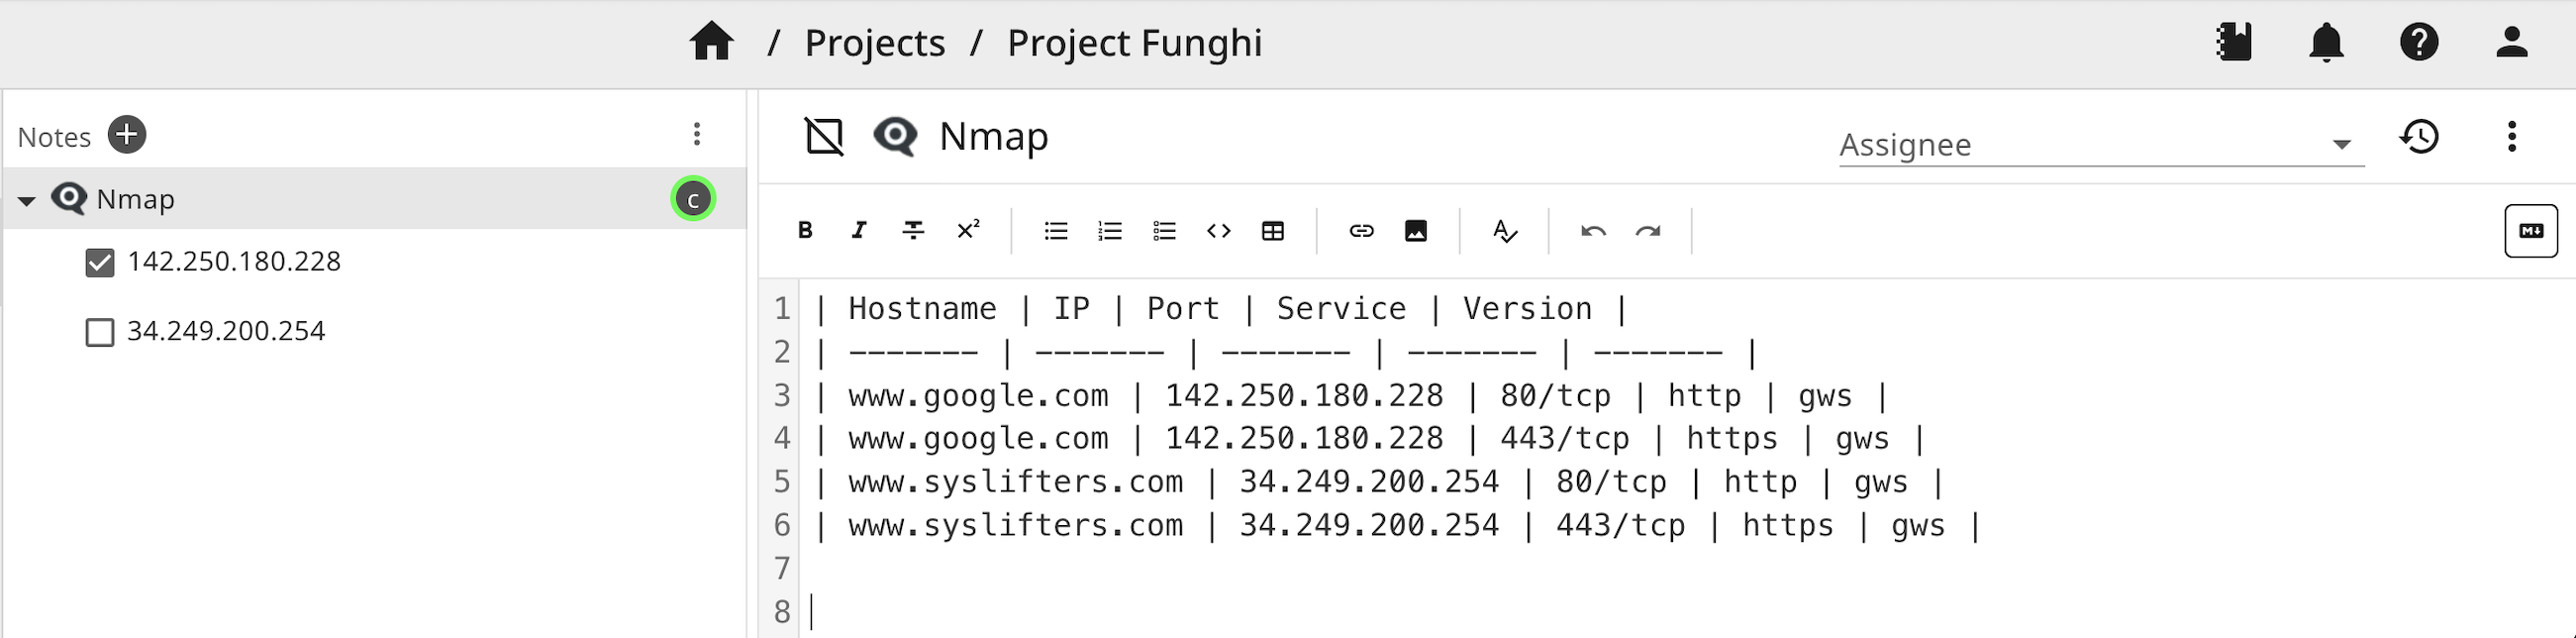 / Projects / Project Funghi
Notes
Nmap
c
142.250.180.228
34.249.200.254
Nmap
Assignee
1 | Hostname | IP | Port | Service | Version |
2 | ------- | ------- | ------- | ------- | ------- |
3 | www.google.com | 142.250.180.228 | 80/tcp | http | gws |
4 | www.google.com | 142.250.180.228 | 443/tcp | https | gws |
5 | www.syslifters.com | 34.249.200.254 | 80/tcp | http | gws |
6 | www.syslifters.com | 34.249.200.254 | 443/tcp | https | gws |
7
8